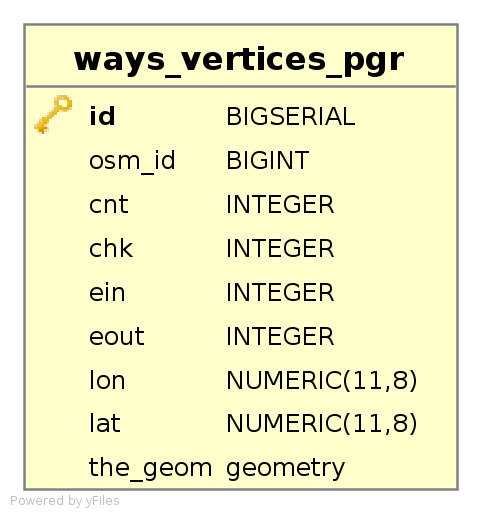 ways_vertices_pgr
id BIGSERIAL
osm_id BIGINT
cnt INTEGER
chk INTEGER
ein INTEGER
eout INTEGER
lon NUMERIC(11,8)
lat NUMERIC(11,8)
the_geom geometry
Powered by yFiles